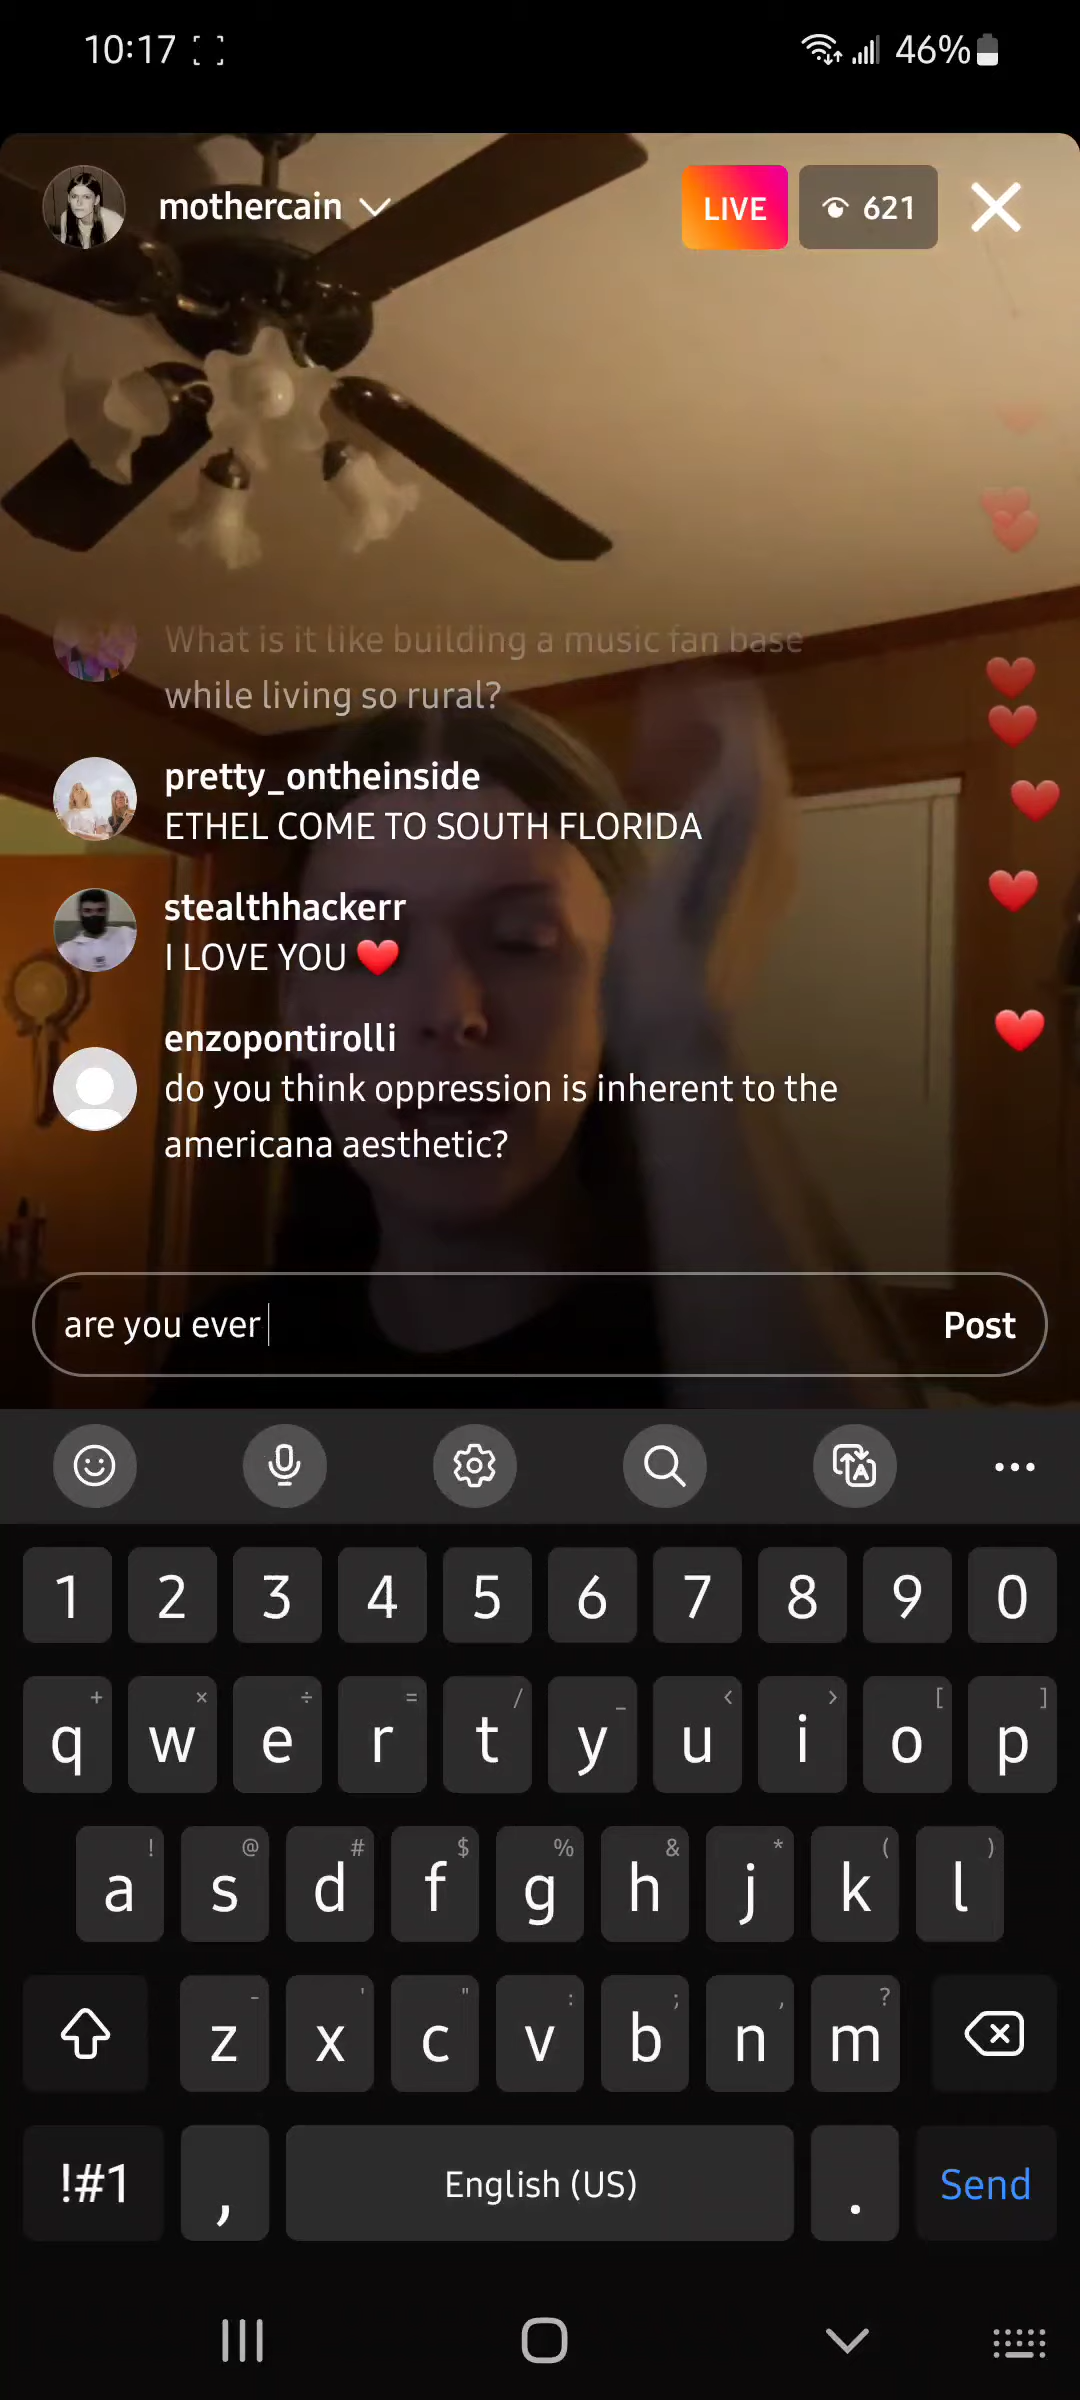 10:17
46%
mothercain
LIVE
621
What is it like building a music fan base
while living so rural?
pretty_ontheinside
ETHEL COME TO SOUTH FLORIDA
stealthhackerr
I LOVE YOU ❤️
enzopontirolli
do you think oppression is inherent to the
americana aesthetic?
are you ever
Post
1 2 3 4 5 6 7 8 9 0
+ × ÷ = / _ < > [ ]
q w e r t y u i o p
! @ # $ % & * ( )
a s d f g h j k l
- ' " : ; , ?
z x c v b n m
!#1 , English (US) . Send